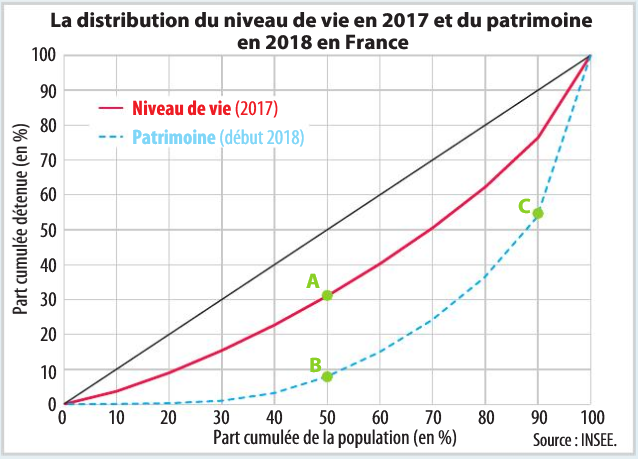 La distribution du niveau de vie en 2017 et du patrimoine
en 2018 en France
Part cumulée détenue (en %)
100
90
80
70
60
50
40
30
20
10
0
Niveau de vie (2017)
Patrimoine (début 2018)
A
B
C
0 10 20 30 40 50 60 70 80 90 100
Part cumulée de la population (en %)
Source : INSEE.